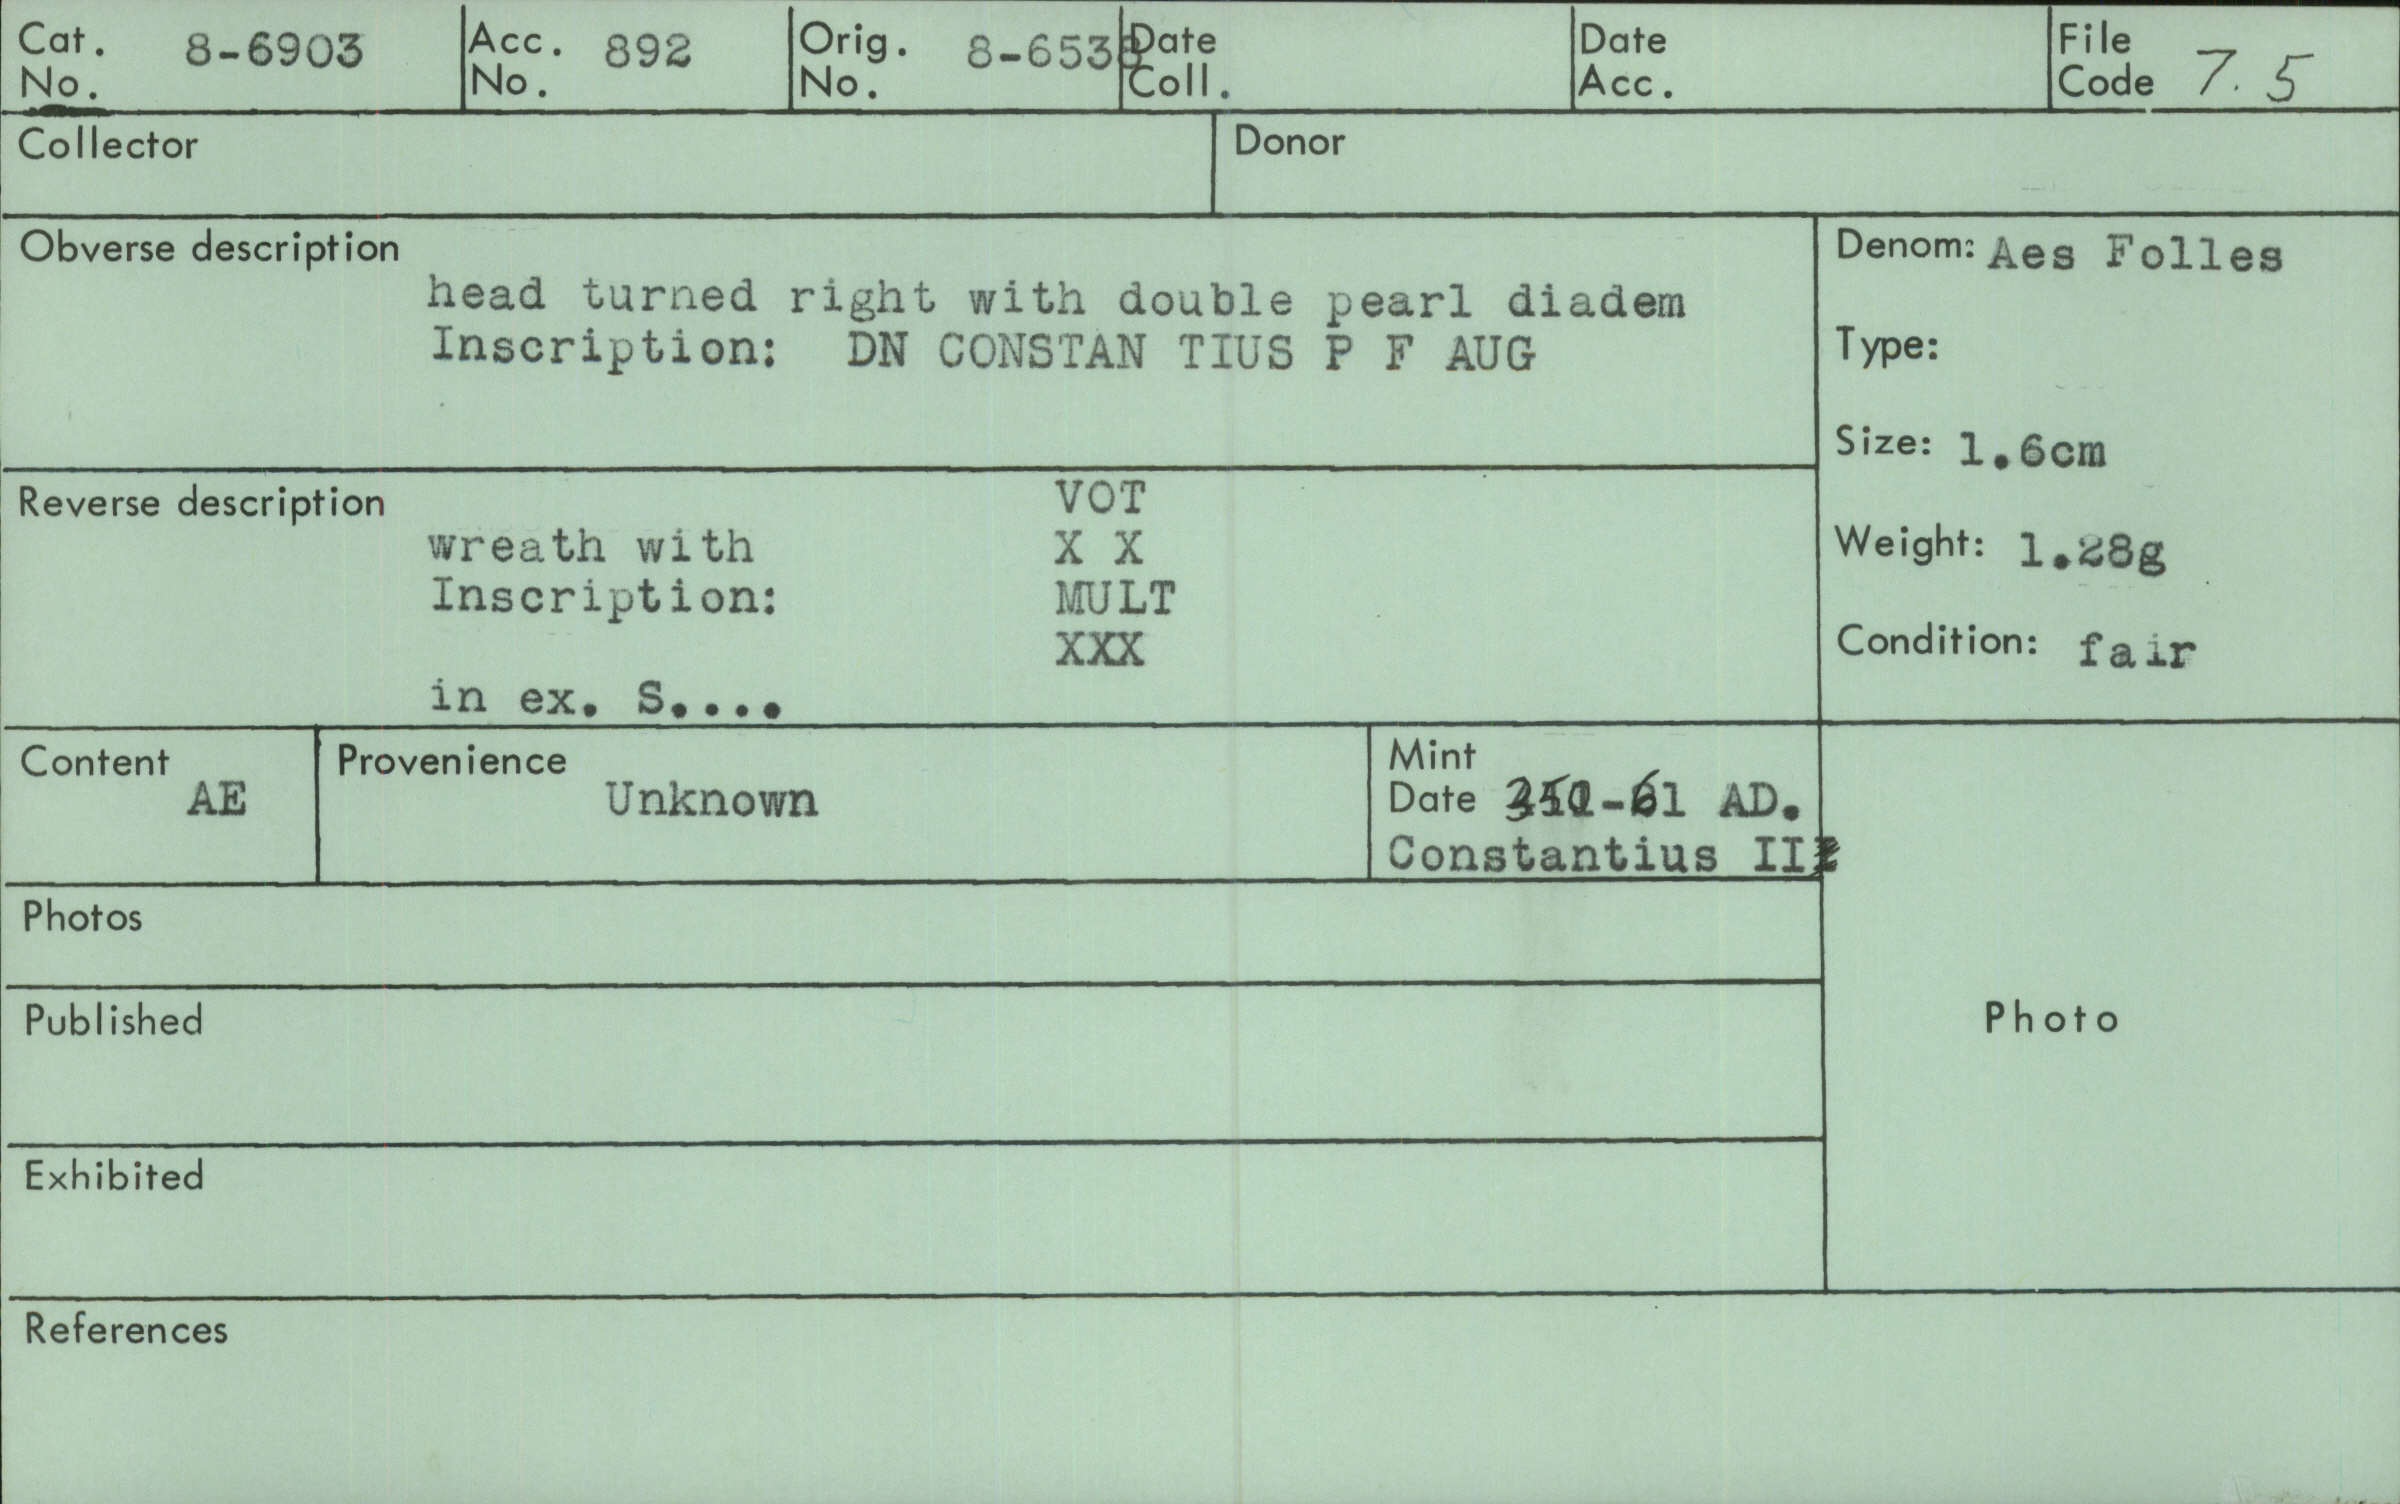 Cat. No. 8-6903 Acc. No. 892 Orig. No. 8-6538 Date Coll. Date Acc. File Code 7.5
Collector Donor
Obverse description
head turned right with double pearl diadem
Inscription: DN CONSTAN TIUS P F AUG
Denom: Aes Folles
Type:
Size: 1.6cm
Weight: 1.28g
Condition: fair
Reverse description
VOT
wreath with X X
Inscription: MULT
XXX
in ex. S....
Content AE
Provenience Unknown
Mint
Date -61 AD.
Constantius II
Photos
Published
Photo
Exhibited
References